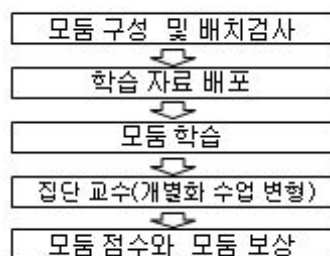 모둠 구성 및 배치검사
학습 자료 배포
모둠 학습
집단 교수(개별화 수업 변형)
모둠 점수와 모둠 보상